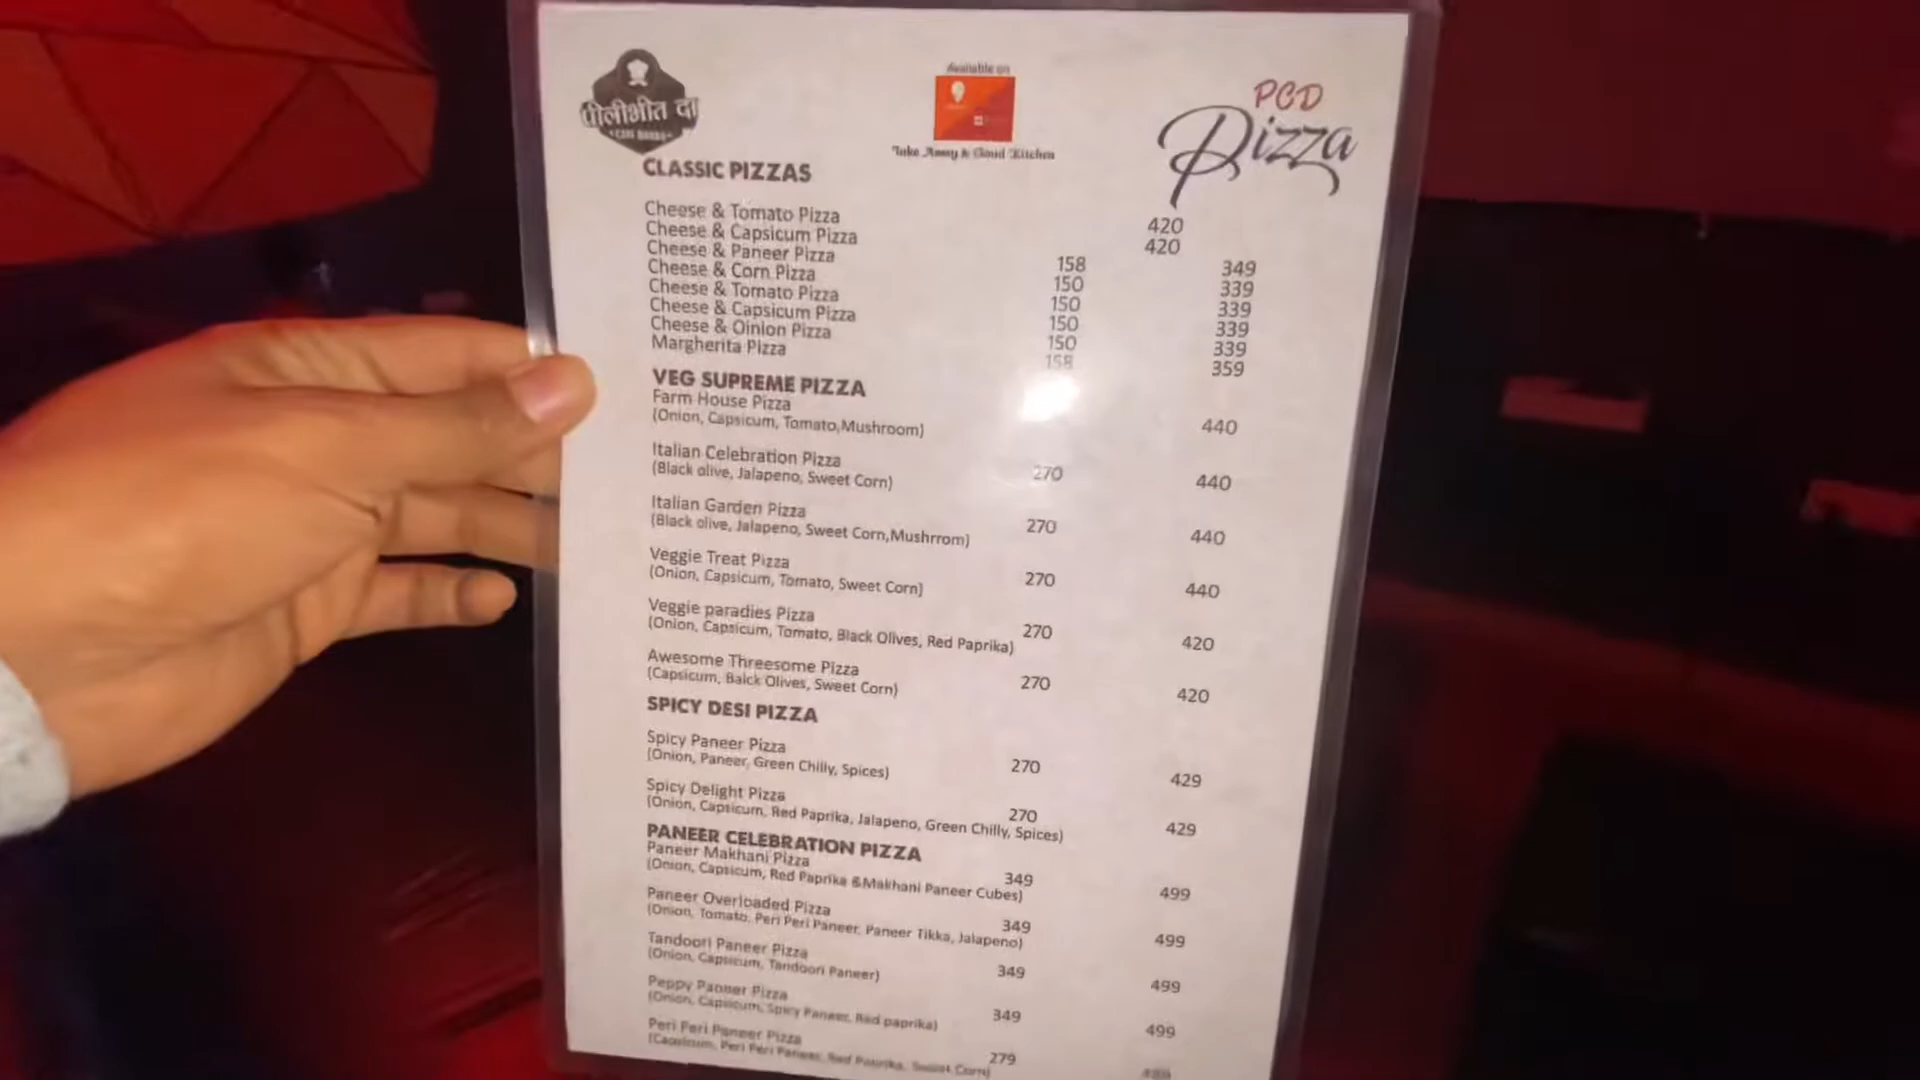 पीलीभीत दा
Available on
PCD
Pizza
Take Away & Cloud Kitchen
CLASSIC PIZZAS
Cheese & Tomato Pizza 420
Cheese & Capsicum Pizza 420
Cheese & Paneer Pizza 158 349
Cheese & Corn Pizza 150 339
Cheese & Tomato Pizza 150 339
Cheese & Capsicum Pizza 150 339
Cheese & Oinion Pizza 150 339
Margherita Pizza 158 359
VEG SUPREME PIZZA
Farm House Pizza 440
(Onion, Capsicum, Tomato,Mushroom)
Italian Celebration Pizza 270 440
(Black olive, Jalapeno, Sweet Corn)
Italian Garden Pizza 270 440
(Black olive, Jalapeno, Sweet Corn,Mushrrom)
Veggie Treat Pizza 270 440
(Onion, Capsicum, Tomato, Sweet Corn)
Veggie paradies Pizza 270 420
(Onion, Capsicum, Tomato, Black Olives, Red Paprika)
Awesome Threesome Pizza 270 420
(Capsicum, Balck Olives, Sweet Corn)
SPICY DESI PIZZA
Spicy Paneer Pizza 270 429
(Onion, Paneer, Green Chilly, Spices)
Spicy Delight Pizza 270 429
(Onion, Capsicum, Red Paprika, Jalapeno, Green Chilly, Spices)
PANEER CELEBRATION PIZZA
Paneer Makhani Pizza 349 499
(Onion, Capsicum, Red Paprika &Makhani Paneer Cubes)
Paneer Overloaded Pizza 349 499
(Onion, Tomato, Peri Peri Paneer, Paneer Tikka, Jalapeno)
Tandoori Paneer Pizza 349 499
(Onion, Capsicum, Tandoori Paneer)
Peppy Paneer Pizza 349 499
(Onion, Capsicum, Spicy Paneer, Red paprika)
Peri Peri Paneer Pizza 279
(Capsicum, Peri Peri Paneer, Red Paprika, Sweet Corn)